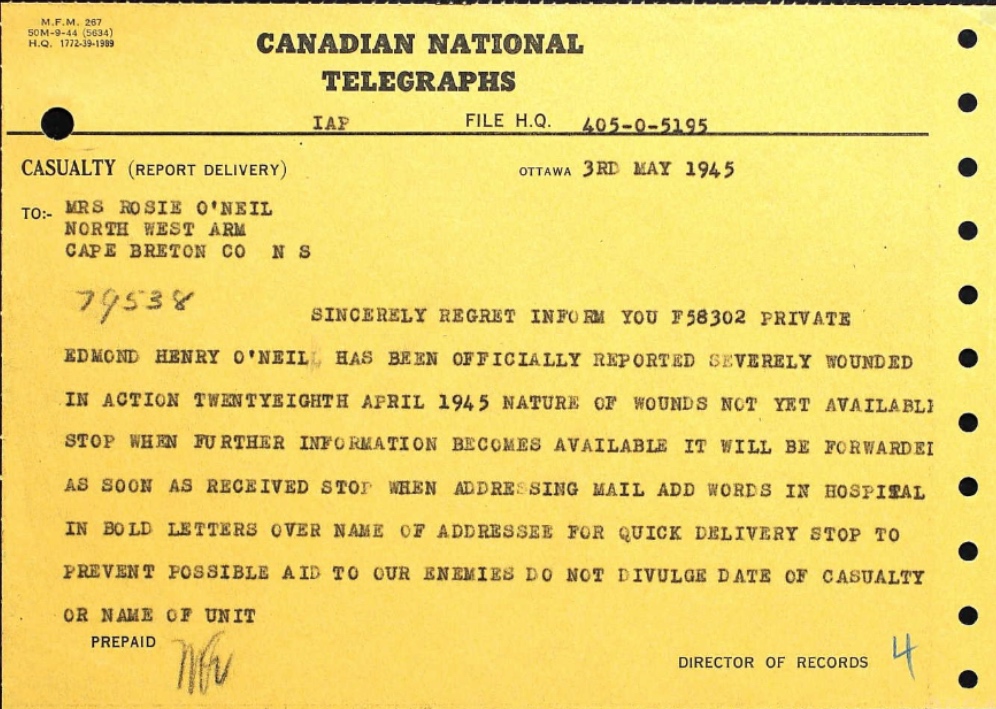 M.F.M. 267
50M-9-44 (5634)
H.Q. 1772-39-1989
CANADIAN NATIONAL
TELEGRAPHS
IAP FILE H.Q. 405-0-5195
CASUALTY (REPORT DELIVERY) OTTAWA 3RD MAY 1945
TO:- MRS ROSIE O'NEIL
NORTH WEST ARM
CAPE BRETON CO N S
79538
SINCERELY REGRET INFORM YOU F58302 PRIVATE
EDMOND HENRY O'NEIL HAS BEEN OFFICIALLY REPORTED SEVERELY WOUNDED
IN ACTION TWENTYEIGHTH APRIL 1945 NATURE OF WOUNDS NOT YET AVAILABL
STOP WHEN FURTHER INFORMATION BECOMES AVAILABLE IT WILL BE FORWARDE
AS SOON AS RECEIVED STOP WHEN ADDRESSING MAIL ADD WORDS IN HOSPITAL
IN BOLD LETTERS OVER NAME OF ADDRESSEE FOR QUICK DELIVERY STOP TO
PREVENT POSSIBLE AID TO OUR ENEMIES DO NOT DIVULGE DATE OF CASUALTY
OR NAME OF UNIT
PREPAID
DIRECTOR OF RECORDS 4